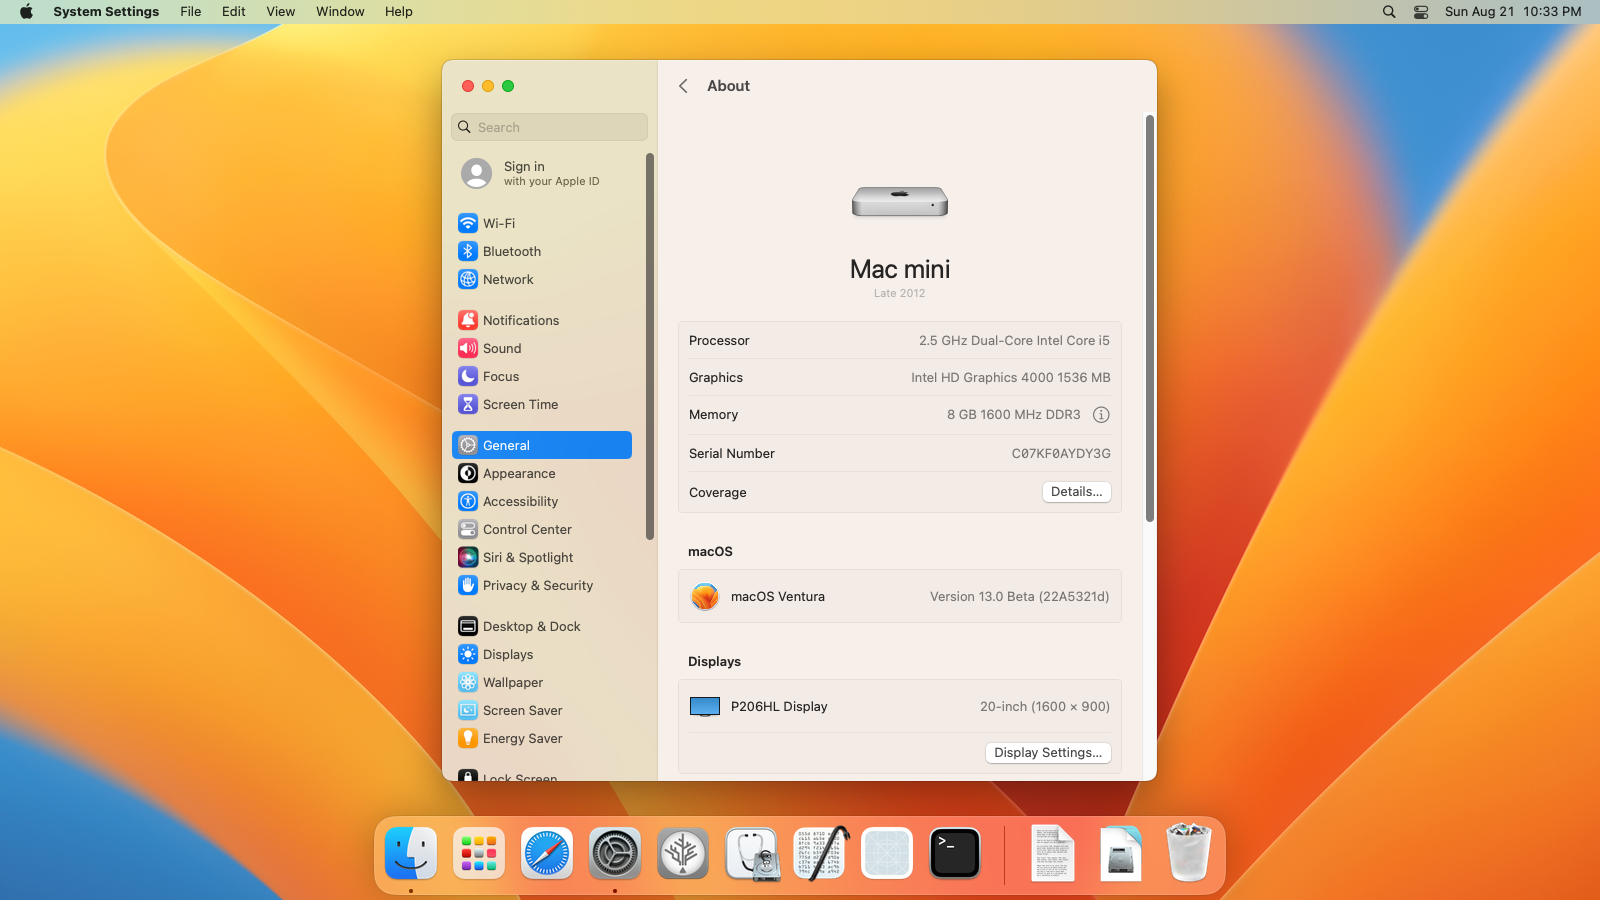 System Settings File Edit View Window Help Sun Aug 21 10:33 PM
Search
Sign in
with your Apple ID
Wi-Fi
Bluetooth
Network
Notifications
Sound
Focus
Screen Time
General
Appearance
Accessibility
Control Center
Siri & Spotlight
Privacy & Security
Desktop & Dock
Displays
Wallpaper
Screen Saver
Energy Saver
Lock Screen
About
Mac mini
Late 2012
Processor 2.5 GHz Dual-Core Intel Core i5
Graphics Intel HD Graphics 4000 1536 MB
Memory 8 GB 1600 MHz DDR3
Serial Number C07KF0AYDY3G
Coverage Details...
macOS
macOS Ventura Version 13.0 Beta (22A5321d)
Displays
P206HL Display 20-inch (1600 × 900)
Display Settings...
>_